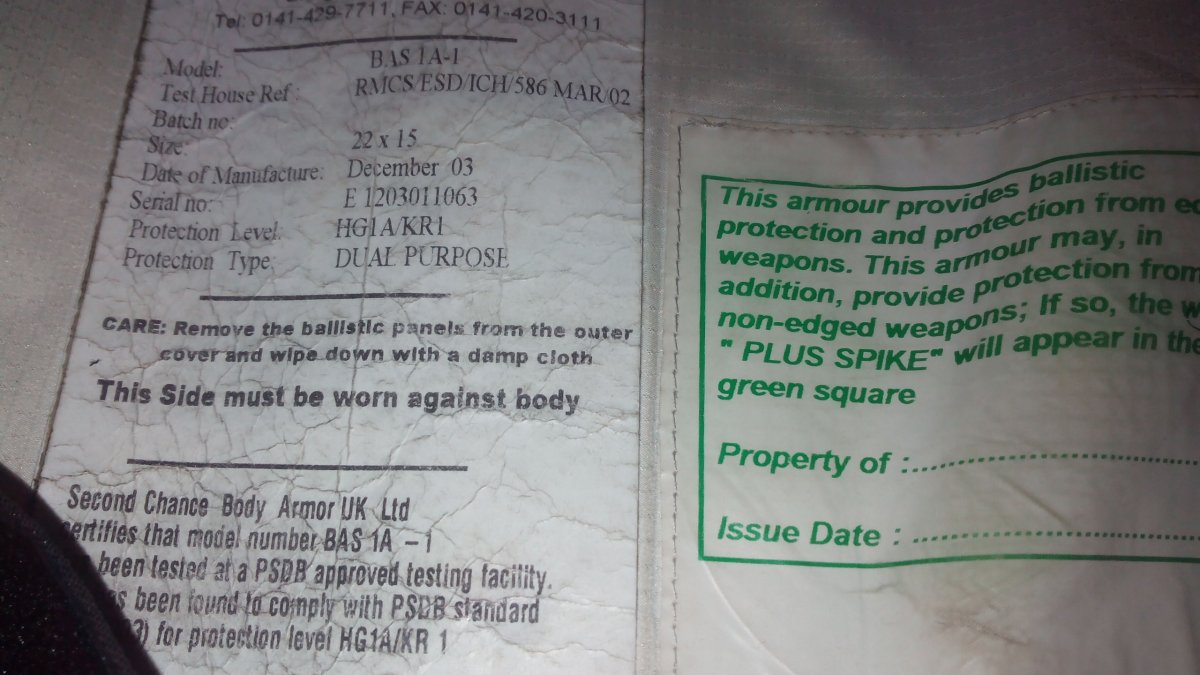 Tel: 0141-429-7711, FAX: 0141-420-3111
Model: BAS 1A-1
Test House Ref : RMCS/ESD/ICH/586 MAR/02
Batch no:
Size: 22 x 15
Date of Manufacture: December 03
Serial no: E 1203011063
Protection Level: HG1A/KR1
Protection Type: DUAL PURPOSE
CARE: Remove the ballistic panels from the outer
cover and wipe down with a damp cloth
This Side must be worn against body
Second Chance Body Armor UK Ltd
certifies that model number BAS 1A -1
been tested at a PSDB approved testing facility.
been found to comply with PSDB standard
for protection level HG1A/KR 1
This armour provides ballistic
protection and protection from
weapons. This armour may, in
addition, provide protection from
non-edged weapons; If so, the
" PLUS SPIKE" will appear in the
green square
Property of :....................
Issue Date : ....................